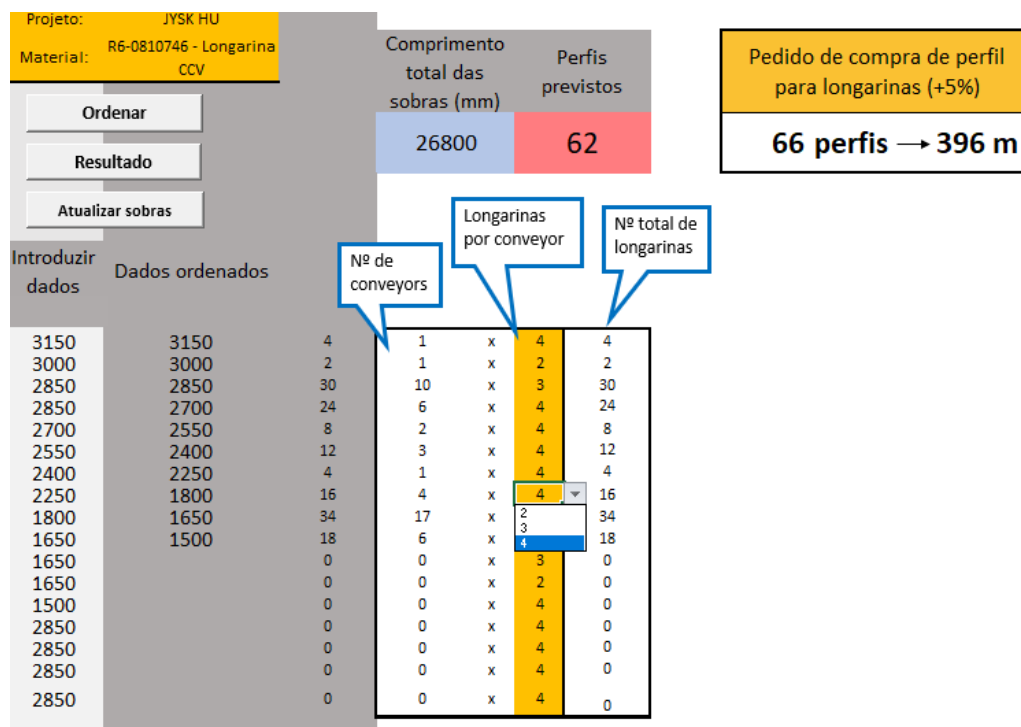 Projeto: JYSK HU
Material: R6-0810746 - Longarina
CCV
Ordenar
Resultado
Atualizar sobras
Comprimento
total das
sobras (mm)
Perfis
previstos
26800 62
Pedido de compra de perfil
para longarinas (+5%)
66 perfis → 396 m
Introduzir
dados
Dados ordenados
Nº de
conveyors
Longarinas
por conveyor
Nº total de
longarinas
3150 3150 4 1 x 4 4
3000 3000 2 1 x 2 2
2850 2850 30 10 x 3 30
2850 2700 24 6 x 4 24
2700 2550 8 2 x 4 8
2550 2400 12 3 x 4 12
2400 2250 4 1 x 4 4
2250 1800 16 4 x 4 16
1800 1650 34 17 x 2 34
1650 1500 18 6 x 3 18
4
1650 0 0 x 3 0
1650 0 0 x 2 0
1500 0 0 x 4 0
2850 0 0 x 4 0
2850 0 0 x 4 0
2850 0 0 x 4 0
2850 0 0 x 4 0